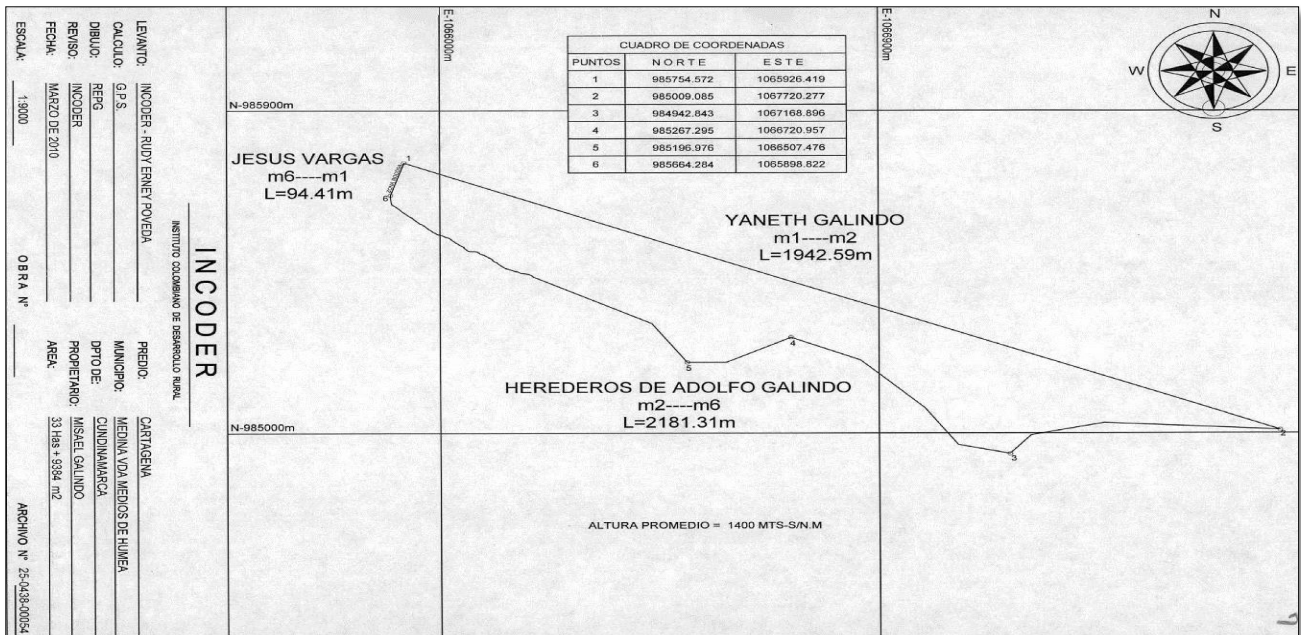 INCODER
INSTITUTO COLOMBIANO DE DESARROLLO RURAL
LEVANTO: INCODER - RUDY ERNEY POVEDA
CALCULO: G.P.S.
DIBUJO: REPG
REVISO: INCODER
FECHA: MARZO DE 2010
ESCALA: 1:9000
OBRA N°
PREDIO: CARTAGENA
MUNICIPIO: MEDINA VDA MEDIOS DE HUMEA
DPTO DE: CUNDINAMARCA
PROPIETARIO: MISAEL GALINDO
AREA: 33 Has + 9384 m2
ARCHIVO N° 25-0438-00054
E-1066000m
E-1066900m
N-985900m
N-985000m
CUADRO DE COORDENADAS
PUNTOS NORTE ESTE
1 985754.572 1065926.419
2 985009.085 1067720.277
3 984942.843 1067168.896
4 985267.295 1066720.957
5 985196.976 1066507.476
6 985664.284 1065898.822
N
W
E
S
JESUS VARGAS
m6----m1
L=94.41m
1
6
YANETH GALINDO
m1----m2
L=1942.59m
4
5
HEREDEROS DE ADOLFO GALINDO
m2----m6
L=2181.31m
2
3
ALTURA PROMEDIO = 1400 MTS-S/N.M